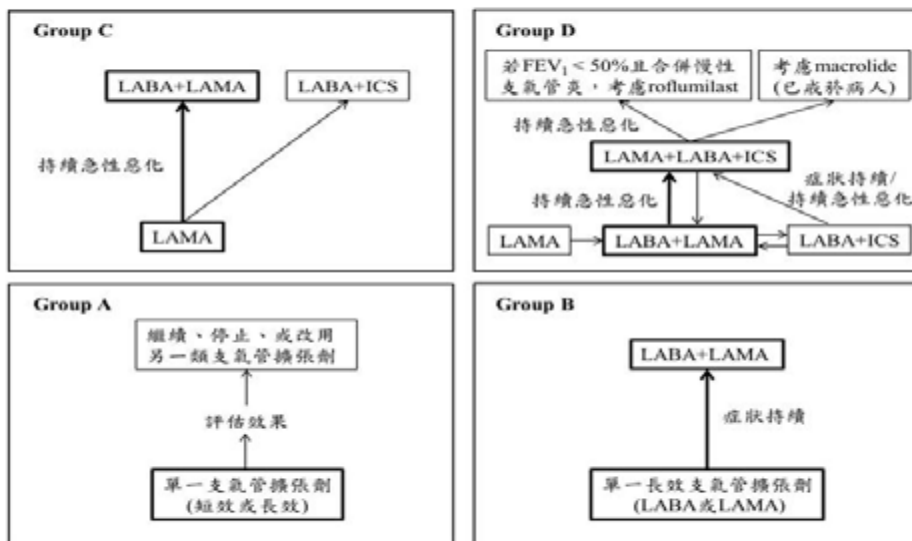 Group C
LABA+LAMA
LABA+ICS
持續急性惡化
LAMA
Group D
若FEV₁ < 50%且合併慢性
支氣管炎，考慮roflumilast
考慮macrolide
(已戒菸病人)
持續急性惡化
LAMA+LABA+ICS
症狀持續/
持續急性惡化
持續急性惡化
LAMA
LABA+LAMA
LABA+ICS
Group A
繼續、停止、或改用
另一類支氣管擴張劑
評估效果
單一支氣管擴張劑
(短效或長效)
Group B
LABA+LAMA
症狀持續
單一長效支氣管擴張劑
(LABA或LAMA)